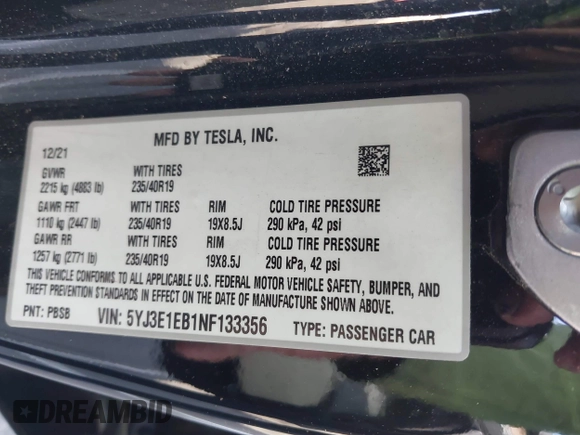 MFD BY TESLA, INC.
12/21
GVWR WITH TIRES
2215 kg (4883 lb) 235/40R19
GAWR FRT WITH TIRES RIM COLD TIRE PRESSURE
1110 kg (2447 lb) 235/40R19 19X8.5J 290 kPa, 42 psi
GAWR RR WITH TIRES RIM COLD TIRE PRESSURE
1257 kg (2771 lb) 235/40R19 19X8.5J 290 kPa, 42 psi
THIS VEHICLE CONFORMS TO ALL APPLICABLE U.S. FEDERAL MOTOR VEHICLE SAFETY, BUMPER, AND
THEFT PREVENTION STANDARDS IN EFFECT ON THE DATE OF MANUFACTURE SHOWN ABOVE.
PNT: PBSB VIN: 5YJ3E1EB1NF133356 TYPE: PASSENGER CAR
DREAMBID